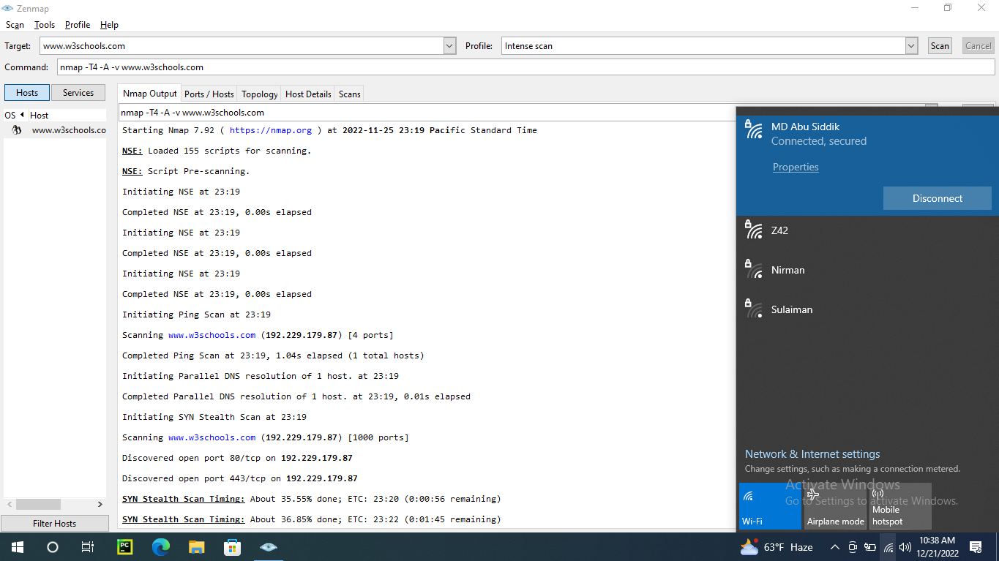 Zenmap
Scan Tools Profile Help
Target: www.w3schools.com Profile: Intense scan Scan Cancel
Command: nmap -T4 -A -v www.w3schools.com
Hosts Services
OS Host
www.w3schools.co
Filter Hosts
Nmap Output Ports / Hosts Topology Host Details Scans
nmap -T4 -A -v www.w3schools.com
Starting Nmap 7.92 ( https://nmap.org ) at 2022-11-25 23:19 Pacific Standard Time
NSE: Loaded 155 scripts for scanning.
NSE: Script Pre-scanning.
Initiating NSE at 23:19
Completed NSE at 23:19, 0.00s elapsed
Initiating NSE at 23:19
Completed NSE at 23:19, 0.00s elapsed
Initiating NSE at 23:19
Completed NSE at 23:19, 0.00s elapsed
Initiating Ping Scan at 23:19
Scanning www.w3schools.com (192.229.179.87) [4 ports]
Completed Ping Scan at 23:19, 1.04s elapsed (1 total hosts)
Initiating Parallel DNS resolution of 1 host. at 23:19
Completed Parallel DNS resolution of 1 host. at 23:19, 0.01s elapsed
Initiating SYN Stealth Scan at 23:19
Scanning www.w3schools.com (192.229.179.87) [1000 ports]
Discovered open port 80/tcp on 192.229.179.87
Discovered open port 443/tcp on 192.229.179.87
SYN Stealth Scan Timing: About 35.55% done; ETC: 23:20 (0:00:56 remaining)
SYN Stealth Scan Timing: About 36.85% done; ETC: 23:22 (0:01:45 remaining)
MD Abu Siddik
Connected, secured
Properties
Disconnect
Z42
Nirman
Sulaiman
Network & Internet settings
Change settings, such as making a connection metered.
Activate Windows
Go to Settings to activate Windows.
Wi-Fi
Airplane mode
Mobile
hotspot
PC
63°F Haze
10:38 AM
12/21/2022